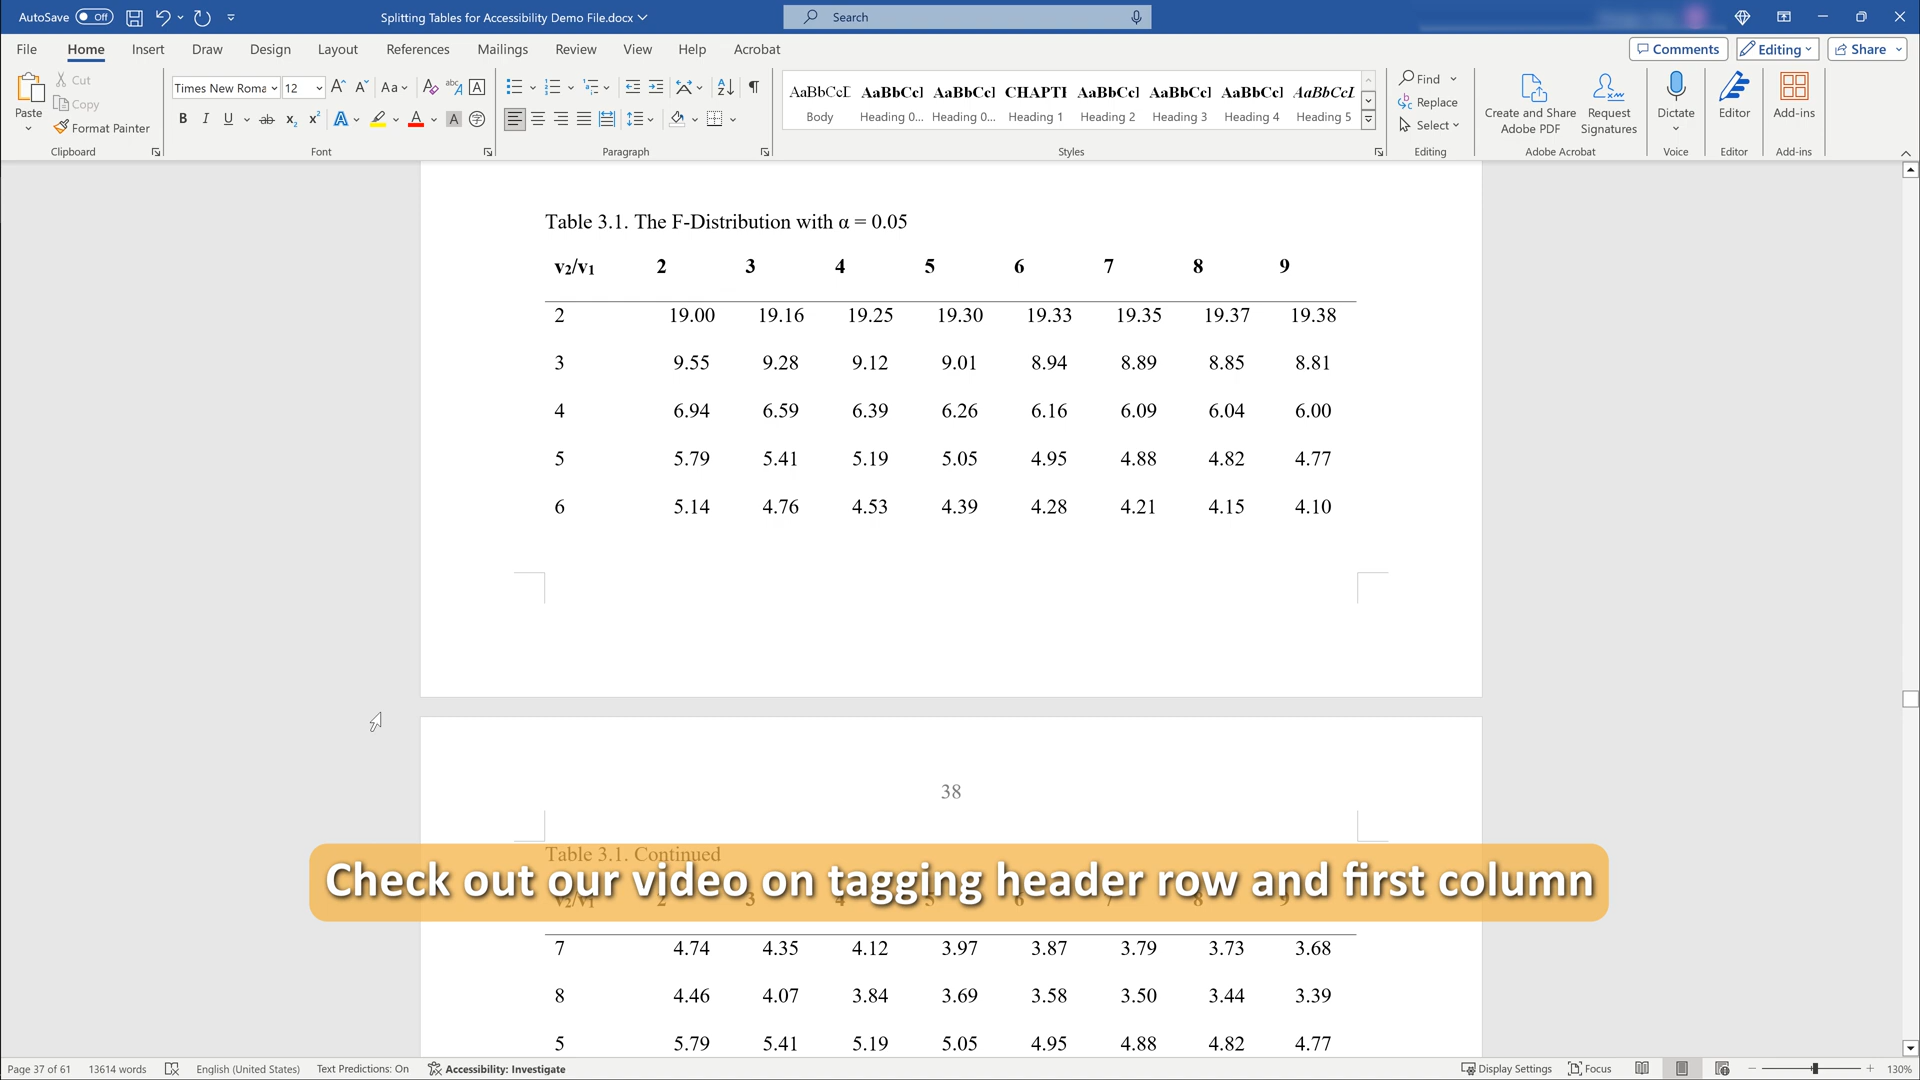 AutoSave Off Splitting Tables for Accessibility Demo File.docx Search
File Home Insert Draw Design Layout References Mailings Review View Help Acrobat Comments Editing Share
Paste Cut Copy Format Painter
Times New Roma 12
AaBbCcD AaBbCcI AaBbCcI CHAPTI AaBbCcI AaBbCcI AaBbCcI AaBbCcI
Body Heading 0... Heading 0... Heading 1 Heading 2 Heading 3 Heading 4 Heading 5
Find Replace Select
Create and Share Adobe PDF Request Signatures Dictate Editor Add-ins
Clipboard Font Paragraph Styles Editing Adobe Acrobat Voice Editor Add-ins
Table 3.1. The F-Distribution with α = 0.05
v₂/v₁ 2 3 4 5 6 7 8 9
2 19.00 19.16 19.25 19.30 19.33 19.35 19.37 19.38
3 9.55 9.28 9.12 9.01 8.94 8.89 8.85 8.81
4 6.94 6.59 6.39 6.26 6.16 6.09 6.04 6.00
5 5.79 5.41 5.19 5.05 4.95 4.88 4.82 4.77
6 5.14 4.76 4.53 4.39 4.28 4.21 4.15 4.10
38
Table 3.1. Continued
Check out our video on tagging header row and first column
v₂/v₁ 2 3 4 5 6 7 8 9
7 4.74 4.35 4.12 3.97 3.87 3.79 3.73 3.68
8 4.46 4.07 3.84 3.69 3.58 3.50 3.44 3.39
5 5.79 5.41 5.19 5.05 4.95 4.88 4.82 4.77
Page 37 of 61 13614 words English (United States) Text Predictions: On Accessibility: Investigate Display Settings Focus 130%